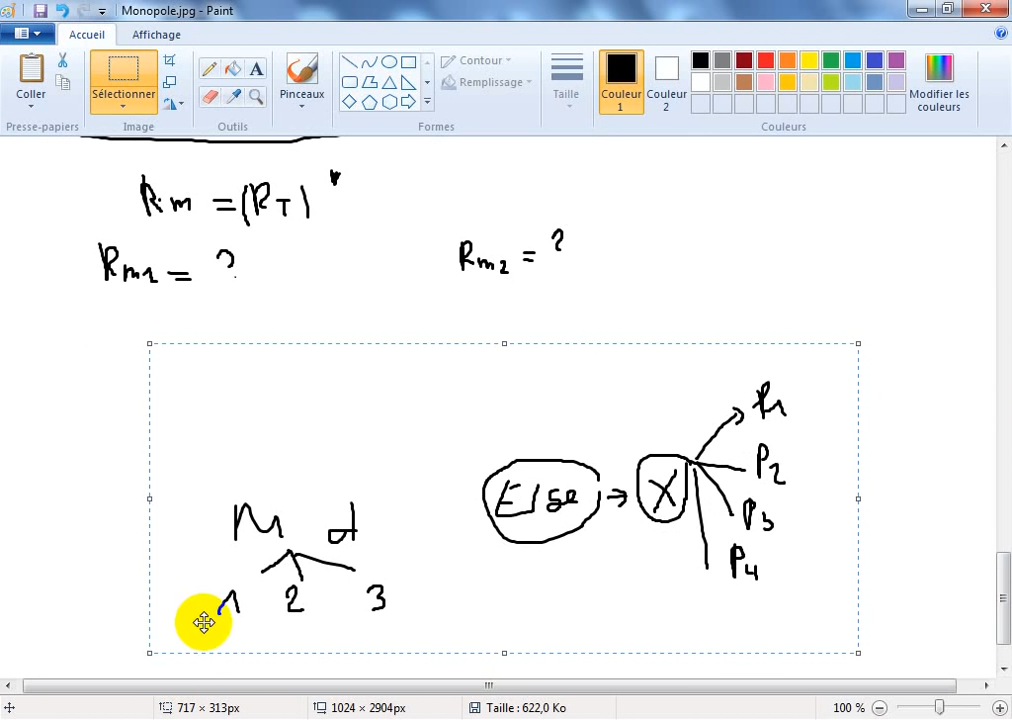 Monopole.jpg - Paint
Accueil
Affichage
Coller
Sélectionner
Pinceaux
Contour
Remplissage
Taille
Couleur 1
Couleur 2
Modifier les couleurs
Presse-papiers
Image
Outils
Formes
Couleurs
Rm = (RT)'
Rm1 = ?
Rm2 = ?
P1
P2
E/se → X
P3
M d
P4
1 2 3
717 × 313px
1024 × 2904px
Taille : 622,0 Ko
100 %